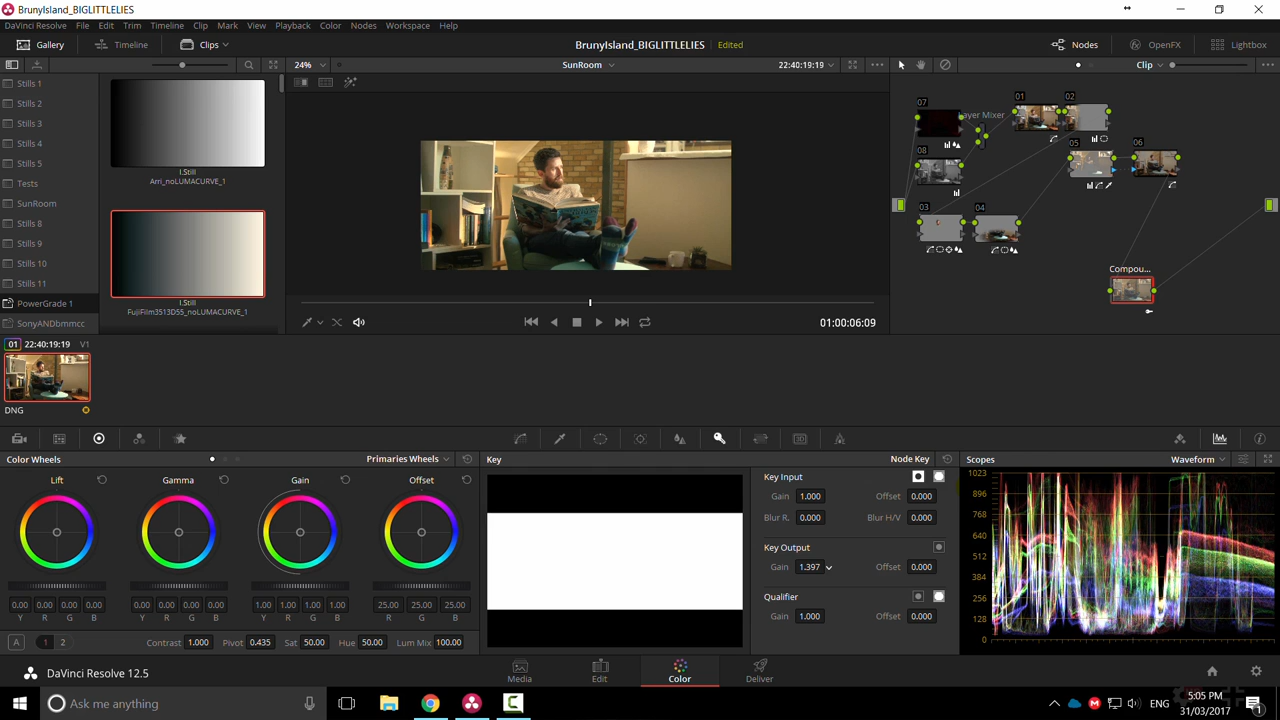 BrunyIsland_BIGLITTLELIES
DaVinci Resolve File Edit Trim Timeline Clip Mark View Playback Color Nodes Workspace Help
Gallery Timeline Clips BrunyIsland_BIGLITTLELIES Edited Nodes OpenFX Lightbox
24% SunRoom 22:40:19:19 Clip
Stills 1
Stills 2
Stills 3
Stills 4
Stills 5
Tests
SunRoom
Stills 8
Stills 9
Stills 10
Stills 11
PowerGrade 1
SonyANDbmmcc
I.Still
Arri_noLUMACURVE_1
I.Still
FujiFilm3513D55_noLUMACURVE_1
01:00:06:09
07 01 02
Layer Mixer
08 05 06
03 04
Compou...
01 22:40:19:19 V1
DNG
Color Wheels Primaries Wheels
Lift Gamma Gain Offset
0.00 0.00 0.00 0.00 0.00 0.00 0.00 0.00 1.00 1.00 1.00 1.00 25.00 25.00 25.00
Y R G B Y R G B Y R G B R G B
A 1 2 Contrast 1.000 Pivot 0.435 Sat 50.00 Hue 50.00 Lum Mix 100.00
Key Node Key
Key Input
Gain 1.000 Offset 0.000
Blur R. 0.000 Blur H/V 0.000
Key Output
Gain 1.397 Offset 0.000
Qualifier
Gain 1.000 Offset 0.000
Scopes Waveform
1023
896
768
640
512
384
256
128
0
DaVinci Resolve 12.5 Media Edit Color Deliver
Ask me anything ENG 5:05 PM
31/03/2017 1